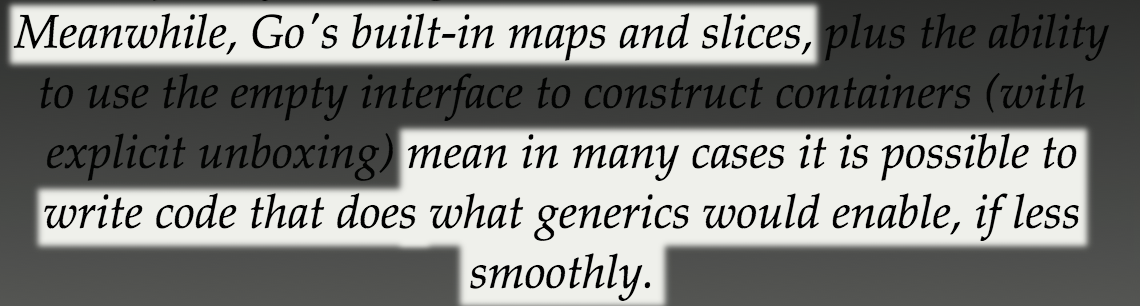 Meanwhile, Go's built-in maps and slices, plus the ability
to use the empty interface to construct containers (with
explicit unboxing) mean in many cases it is possible to
write code that does what generics would enable, if less
smoothly.